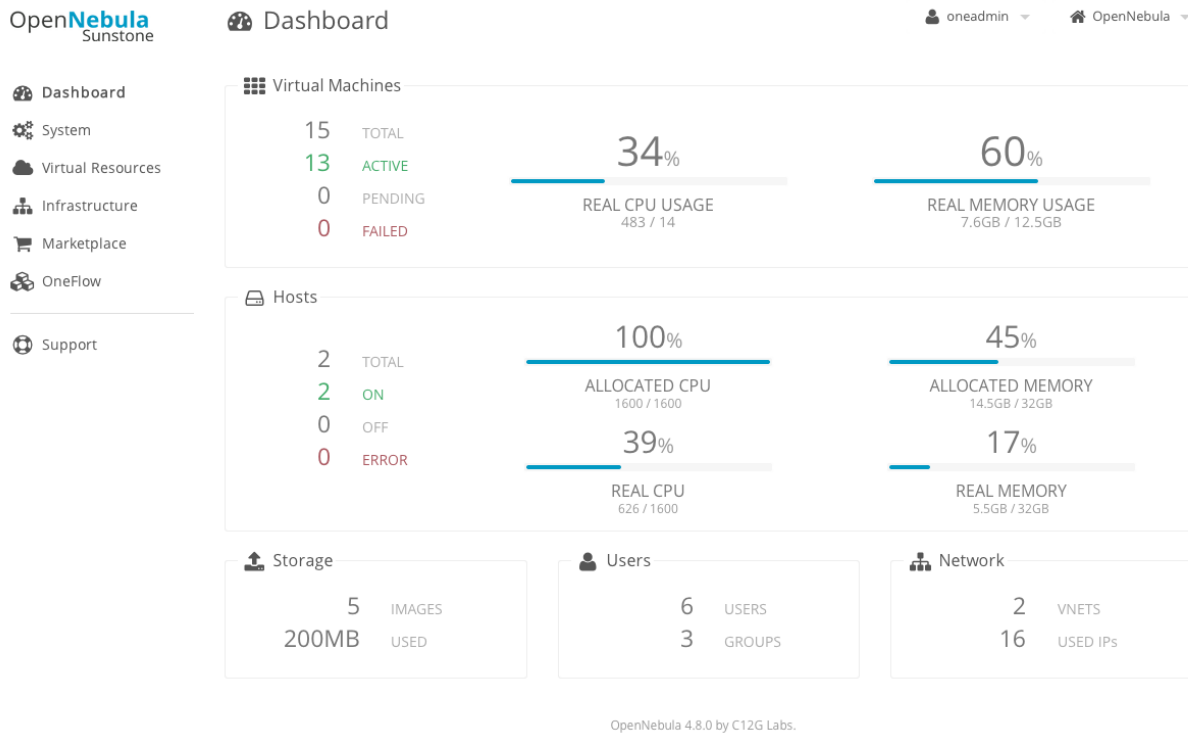 OpenNebula
Sunstone
Dashboard
oneadmin
OpenNebula
Dashboard
System
Virtual Resources
Infrastructure
Marketplace
OneFlow
Support
Virtual Machines
15 TOTAL
13 ACTIVE
0 PENDING
0 FAILED
34%
REAL CPU USAGE
483 / 14
60%
REAL MEMORY USAGE
7.6GB / 12.5GB
Hosts
2 TOTAL
2 ON
0 OFF
0 ERROR
100%
ALLOCATED CPU
1600 / 1600
45%
ALLOCATED MEMORY
14.5GB / 32GB
39%
REAL CPU
626 / 1600
17%
REAL MEMORY
5.5GB / 32GB
Storage
5 IMAGES
200MB USED
Users
6 USERS
3 GROUPS
Network
2 VNETS
16 USED IPs
OpenNebula 4.8.0 by C12G Labs.